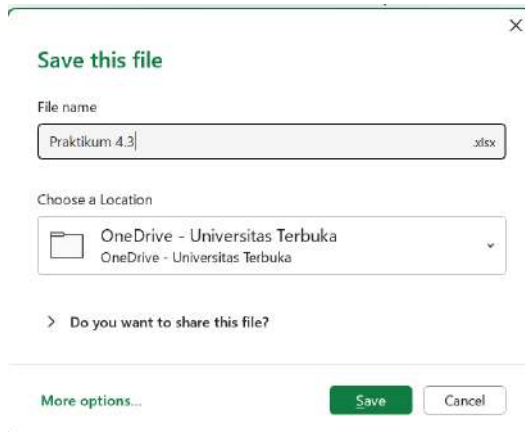 Save this file
File name
Praktikum 4.3 .xlsx
Choose a Location
OneDrive - Universitas Terbuka
OneDrive - Universitas Terbuka
Do you want to share this file?
More options... Save Cancel